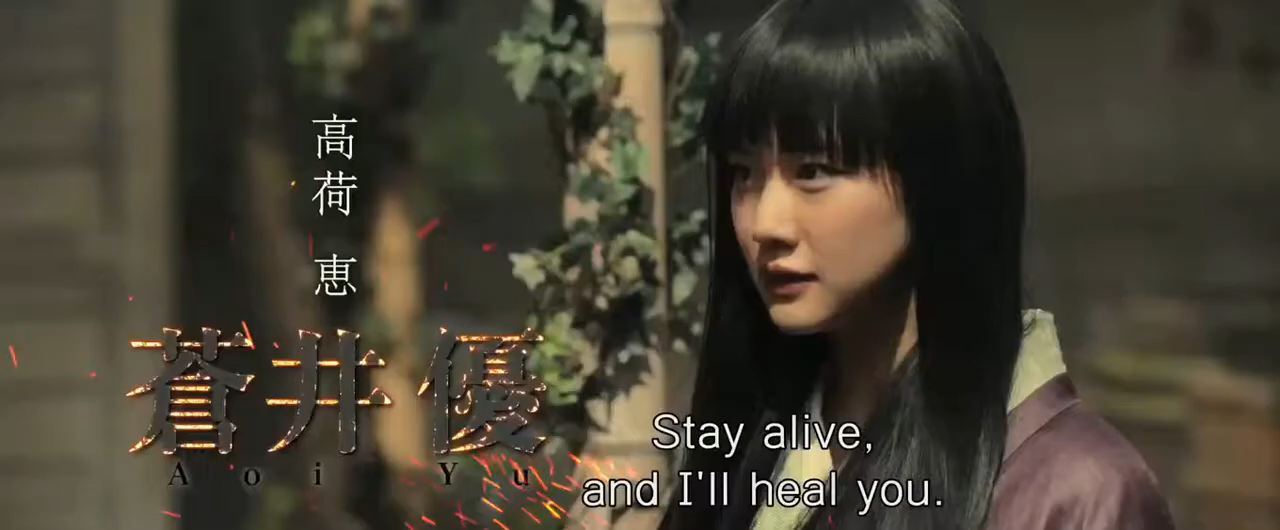 高荷 恵
蒼井 優
Aoi Yu
Stay alive,
and I'll heal you.